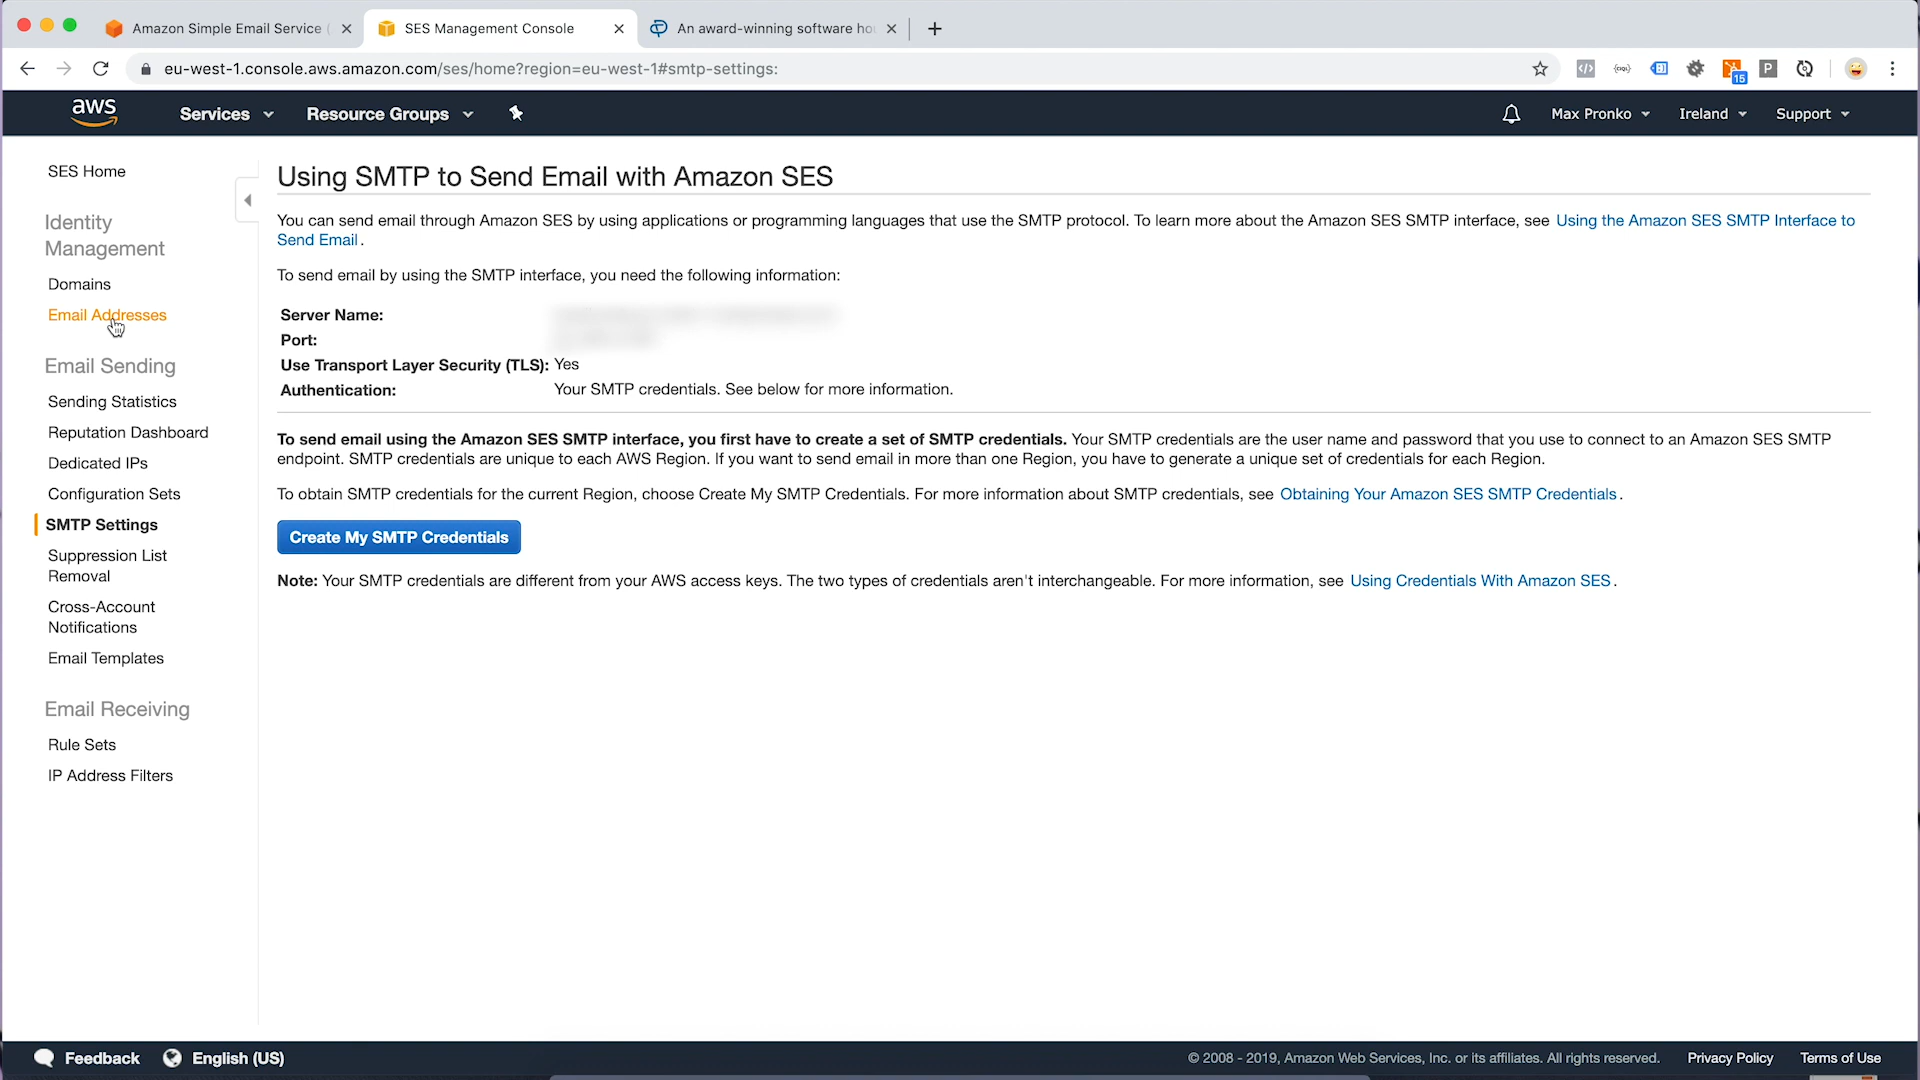 Amazon Simple Email Service (
SES Management Console
An award-winning software hou
eu-west-1.console.aws.amazon.com/ses/home?region=eu-west-1#smtp-settings:
15
P
aws
Services
Resource Groups
Max Pronko
Ireland
Support
SES Home
Identity
Management
Domains
Email Addresses
Email Sending
Sending Statistics
Reputation Dashboard
Dedicated IPs
Configuration Sets
SMTP Settings
Suppression List
Removal
Cross-Account
Notifications
Email Templates
Email Receiving
Rule Sets
IP Address Filters
Using SMTP to Send Email with Amazon SES
You can send email through Amazon SES by using applications or programming languages that use the SMTP protocol. To learn more about the Amazon SES SMTP interface, see Using the Amazon SES SMTP Interface to
Send Email.
To send email by using the SMTP interface, you need the following information:
Server Name:
Port:
Use Transport Layer Security (TLS): Yes
Authentication: Your SMTP credentials. See below for more information.
To send email using the Amazon SES SMTP interface, you first have to create a set of SMTP credentials. Your SMTP credentials are the user name and password that you use to connect to an Amazon SES SMTP
endpoint. SMTP credentials are unique to each AWS Region. If you want to send email in more than one Region, you have to generate a unique set of credentials for each Region.
To obtain SMTP credentials for the current Region, choose Create My SMTP Credentials. For more information about SMTP credentials, see Obtaining Your Amazon SES SMTP Credentials.
Create My SMTP Credentials
Note: Your SMTP credentials are different from your AWS access keys. The two types of credentials aren't interchangeable. For more information, see Using Credentials With Amazon SES.
Feedback
English (US)
© 2008 - 2019, Amazon Web Services, Inc. or its affiliates. All rights reserved.
Privacy Policy
Terms of Use